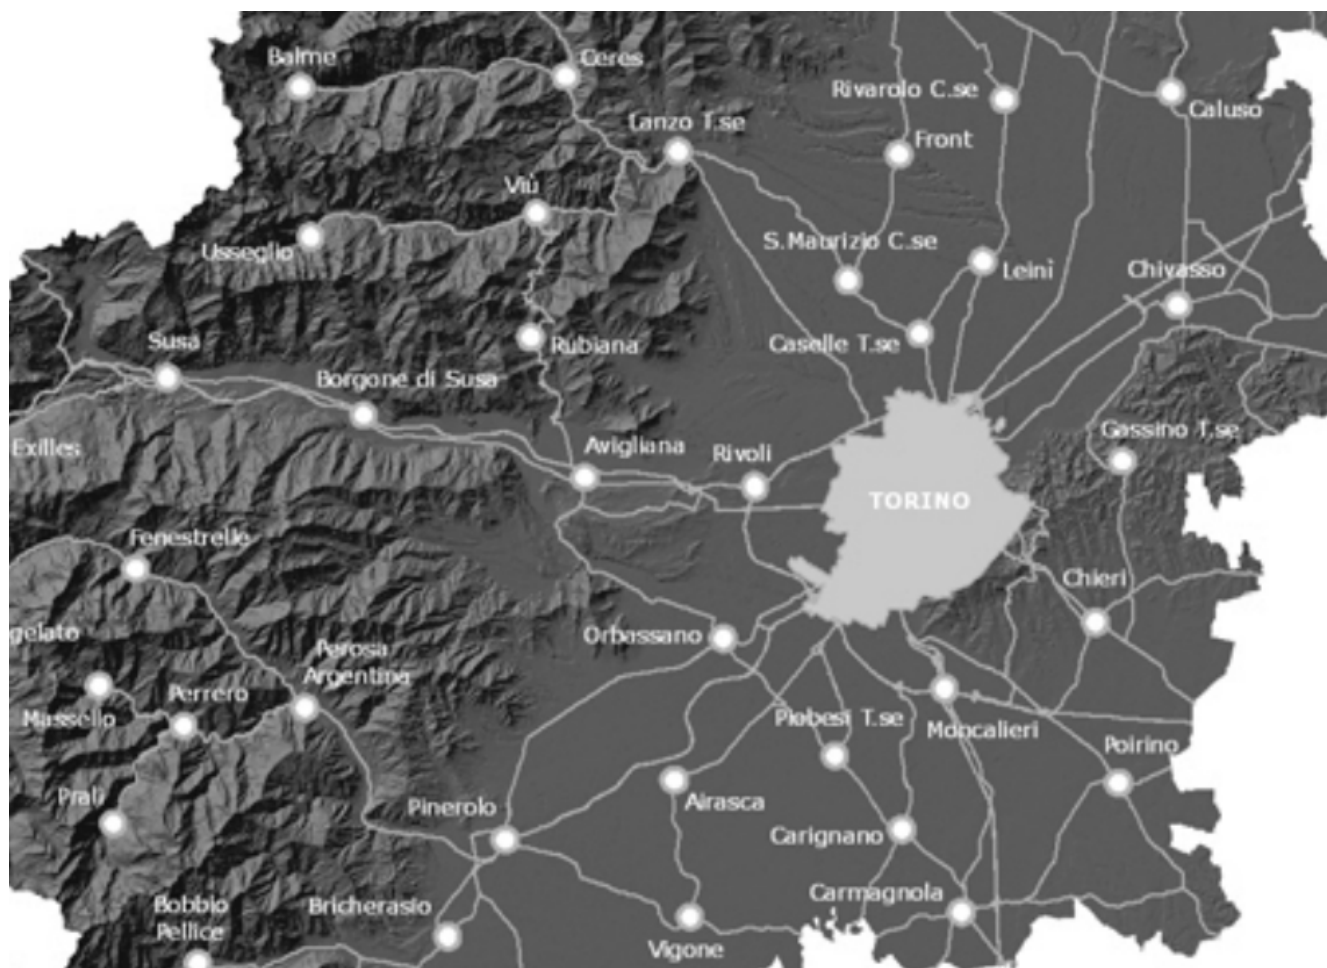 Balme
Ceres
Rivarolo C.se
Caluso
Lanzo T.se
Front
Viù
Usseglio
S.Maurizio C.se
Leinì
Chivasso
Susa
Rubiana
Caselle T.se
Borgone di Susa
Exilles
Avigliana
Rivoli
Gassino T.se
TORINO
Fenestrelle
Chieri
gelato
Orbassano
Perosa
Argentina
Massello
Perrero
Piobesi T.se
Moncalieri
Poirino
Prali
Pinerolo
Airasca
Carignano
Carmagnola
Bobbio
Pellice
Bricherasio
Vigone